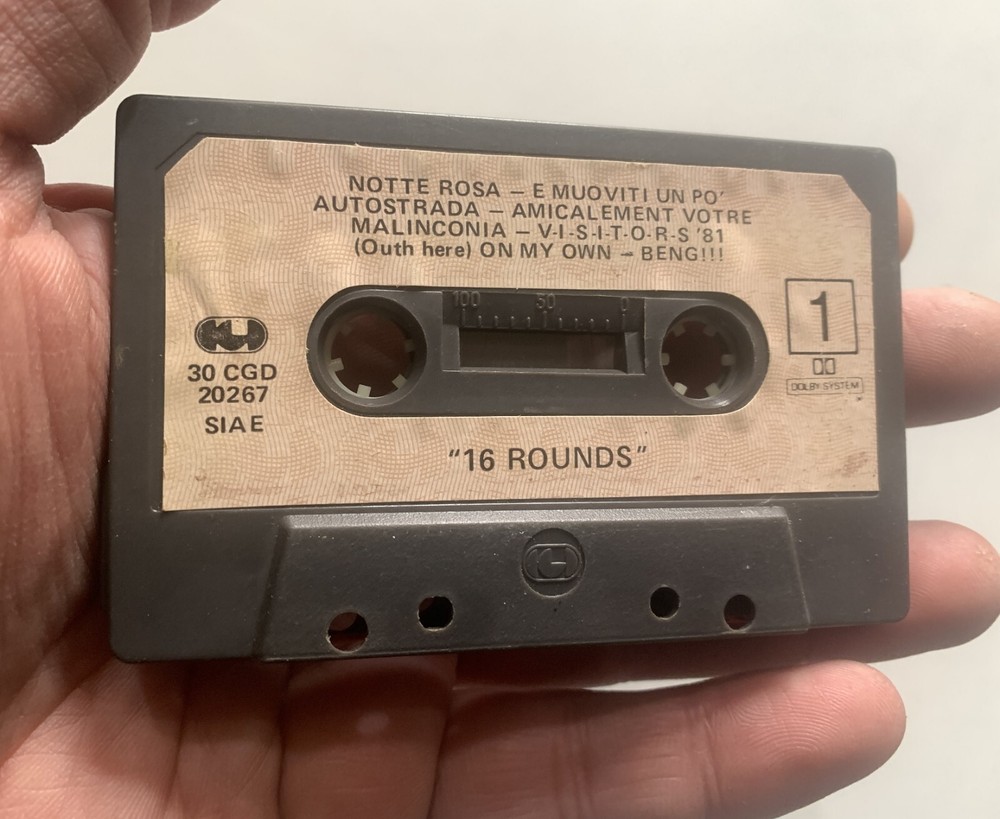 NOTTE ROSA – E MUOVITI UN PO'
AUTOSTRADA – AMICALEMENT VOTRE
MALINCONIA – V-I-S-I-T-O-R-S '81
(Outh here) ON MY OWN – BENG!!!
100 50 0
1
DOLBY SYSTEM
30 CGD
20267
SIAE
"16 ROUNDS"